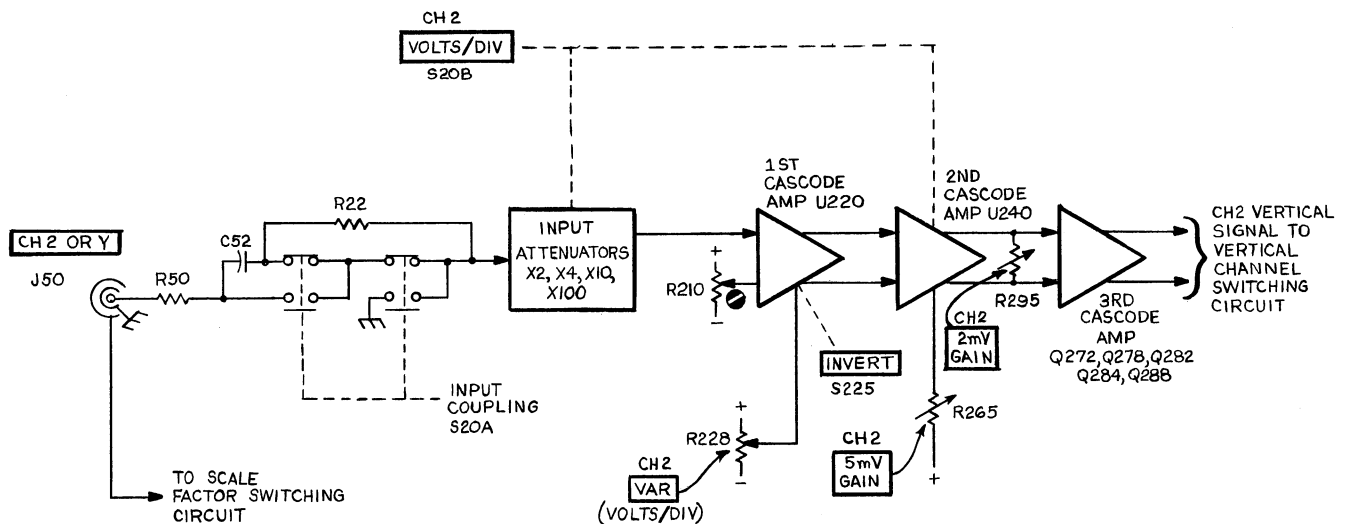 CH 2
VOLTS/DIV
S20B
1ST
CASCODE
AMP U220
2ND
CASCODE
AMP U240
R22
CH 2 OR Y
J50
R50
C52
INPUT
ATTENUATORS
X2, X4, X10,
X100
+
R210
−
CH2 VERTICAL
SIGNAL TO
VERTICAL
CHANNEL
SWITCHING
CIRCUIT
R295
CH2
2mV
GAIN
3RD
CASCODE
AMP
Q272, Q278, Q282
Q284, Q288
INVERT
S225
INPUT
COUPLING
S20A
+
R228
−
CH2
VAR
(VOLTS/DIV)
R265
CH2
5mV
GAIN
+
TO SCALE
FACTOR SWITCHING
CIRCUIT